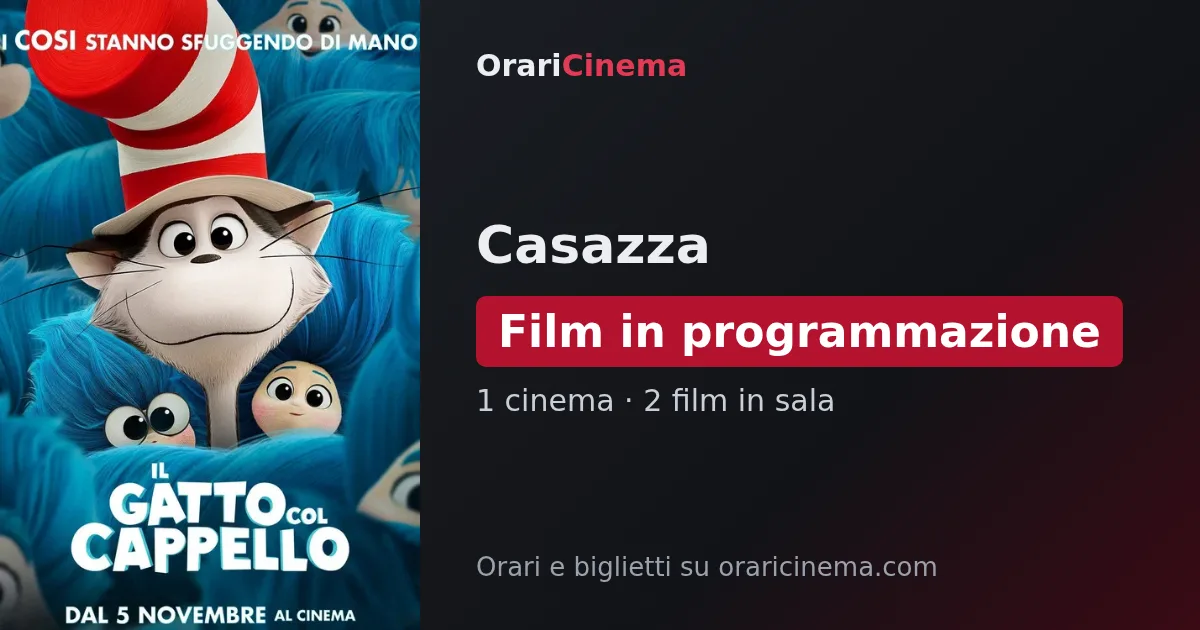 I COSI STANNO SFUGGENDO DI MANO
IL
GATTO COL
CAPPELLO
DAL 5 NOVEMBRE AL CINEMA
OrariCinema
Casazza
Film in programmazione
1 cinema · 2 film in sala
Orari e biglietti su oraricinema.com